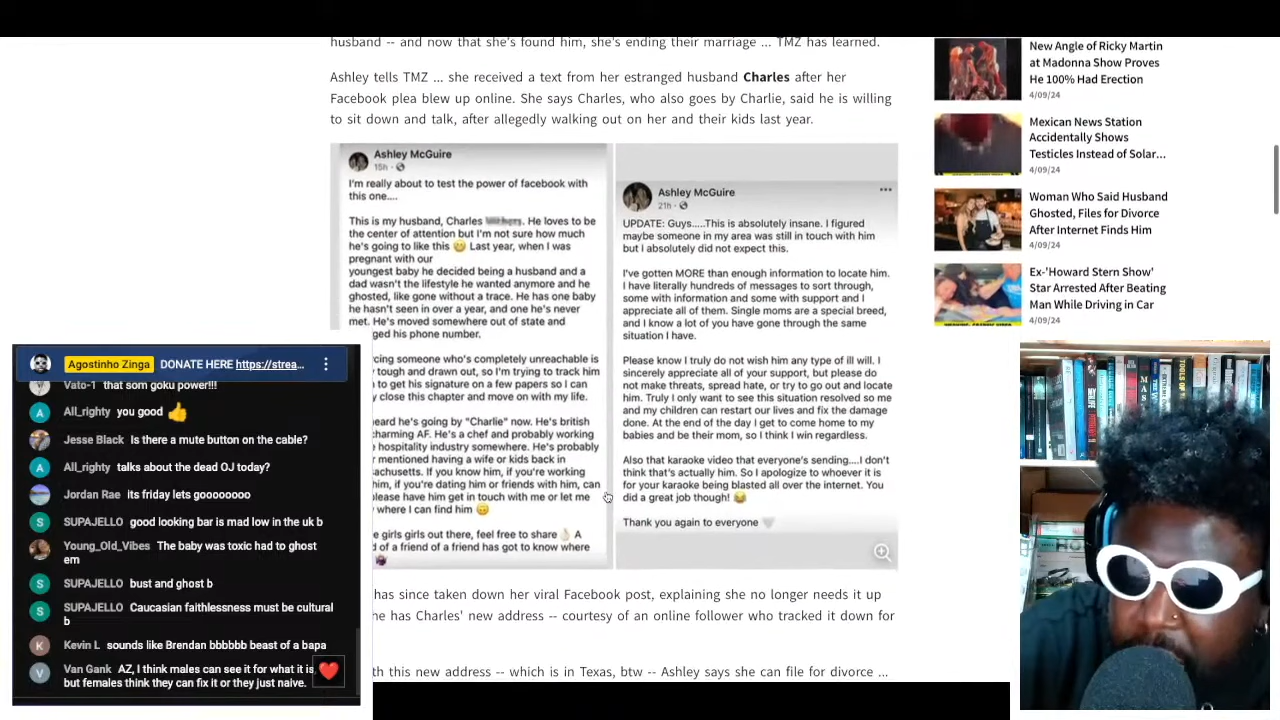 husband -- and now that she's found him, she's ending their marriage ... TMZ has learned.
Ashley tells TMZ ... she received a text from her estranged husband Charles after her
Facebook plea blew up online. She says Charles, who also goes by Charlie, said he is willing
to sit down and talk, after allegedly walking out on her and their kids last year.
Ashley McGuire
15h
I'm really about to test the power of facebook with
this one....
This is my husband, Charles
He loves to be
the center of attention but I'm not sure how much
he's going to like this 😄 Last year, when I was
pregnant with our
youngest baby he decided being a husband and a
dad wasn't the lifestyle he wanted anymore and he
ghosted, like gone without a trace. He has one baby
he hasn't seen in over a year, and one he's never
met. He's moved somewhere out of state and
ged his phone number.
rcing someone who's completely unreachable is
tough and drawn out, so I'm trying to track him
to get his signature on a few papers so I can
y close this chapter and move on with my life.
eard he's going by "Charlie" now. He's british
harming AF. He's a chef and probably working
hospitality industry somewhere. He's probably
r mentioned having a wife or kids back in
achusetts. If you know him, if you're working
him, if you're dating him or friends with him, can
lease have him get in touch with me or let me
where I can find him 😊
e girls girls out there, feel free to share 👌🏻 A
d of a friend of a friend has got to know where
Ashley McGuire
21h
UPDATE: Guys.....This is absolutely insane. I figured
maybe someone in my area was still in touch with him
but I absolutely did not expect this.
I've gotten MORE than enough information to locate him.
I have literally hundreds of messages to sort through,
some with information and some with support and I
appreciate all of them. Single moms are a special breed,
and I know a lot of you have gone through the same
situation I have.
Please know I truly do not wish him any type of ill will. I
sincerely appreciate all of your support, but please do
not make threats, spread hate, or try to go out and locate
him. Truly I only want to see this situation resolved so me
and my children can restart our lives and fix the damage
done. At the end of the day I get to come home to my
babies and be their mom, so I think I win regardless.
Also that karaoke video that everyone's sending....I don't
think that's actually him. So I apologize to whoever it is
for your karaoke being blasted all over the internet. You
did a great job though! 😂
Thank you again to everyone 🤍
has since taken down her viral Facebook post, explaining she no longer needs it up
he has Charles' new address -- courtesy of an online follower who tracked it down for
th this new address -- which is in Texas, btw -- Ashley says she can file for divorce ...
New Angle of Ricky Martin
at Madonna Show Proves
He 100% Had Erection
4/09/24
Mexican News Station
Accidentally Shows
Testicles Instead of Solar...
4/09/24
Woman Who Said Husband
Ghosted, Files for Divorce
After Internet Finds Him
4/09/24
Ex-'Howard Stern Show'
Star Arrested After Beating
Man While Driving in Car
4/09/24
Agostinho Zinga DONATE HERE https://strea...
Vato-1 that som goku power!!!
All_righty you good 👍
Jesse Black Is there a mute button on the cable?
All_righty talks about the dead OJ today?
Jordan Rae its friday lets goooooooo
SUPAJELLO good looking bar is mad low in the uk b
Young_Old_Vibes The baby was toxic had to ghost
em
SUPAJELLO bust and ghost b
SUPAJELLO Caucasian faithlessness must be cultural
b
Kevin L sounds like Brendan bbbbbb beast of a bapa
Van Gank AZ, I think males can see it for what it is
but females think they can fix it or they just naive.